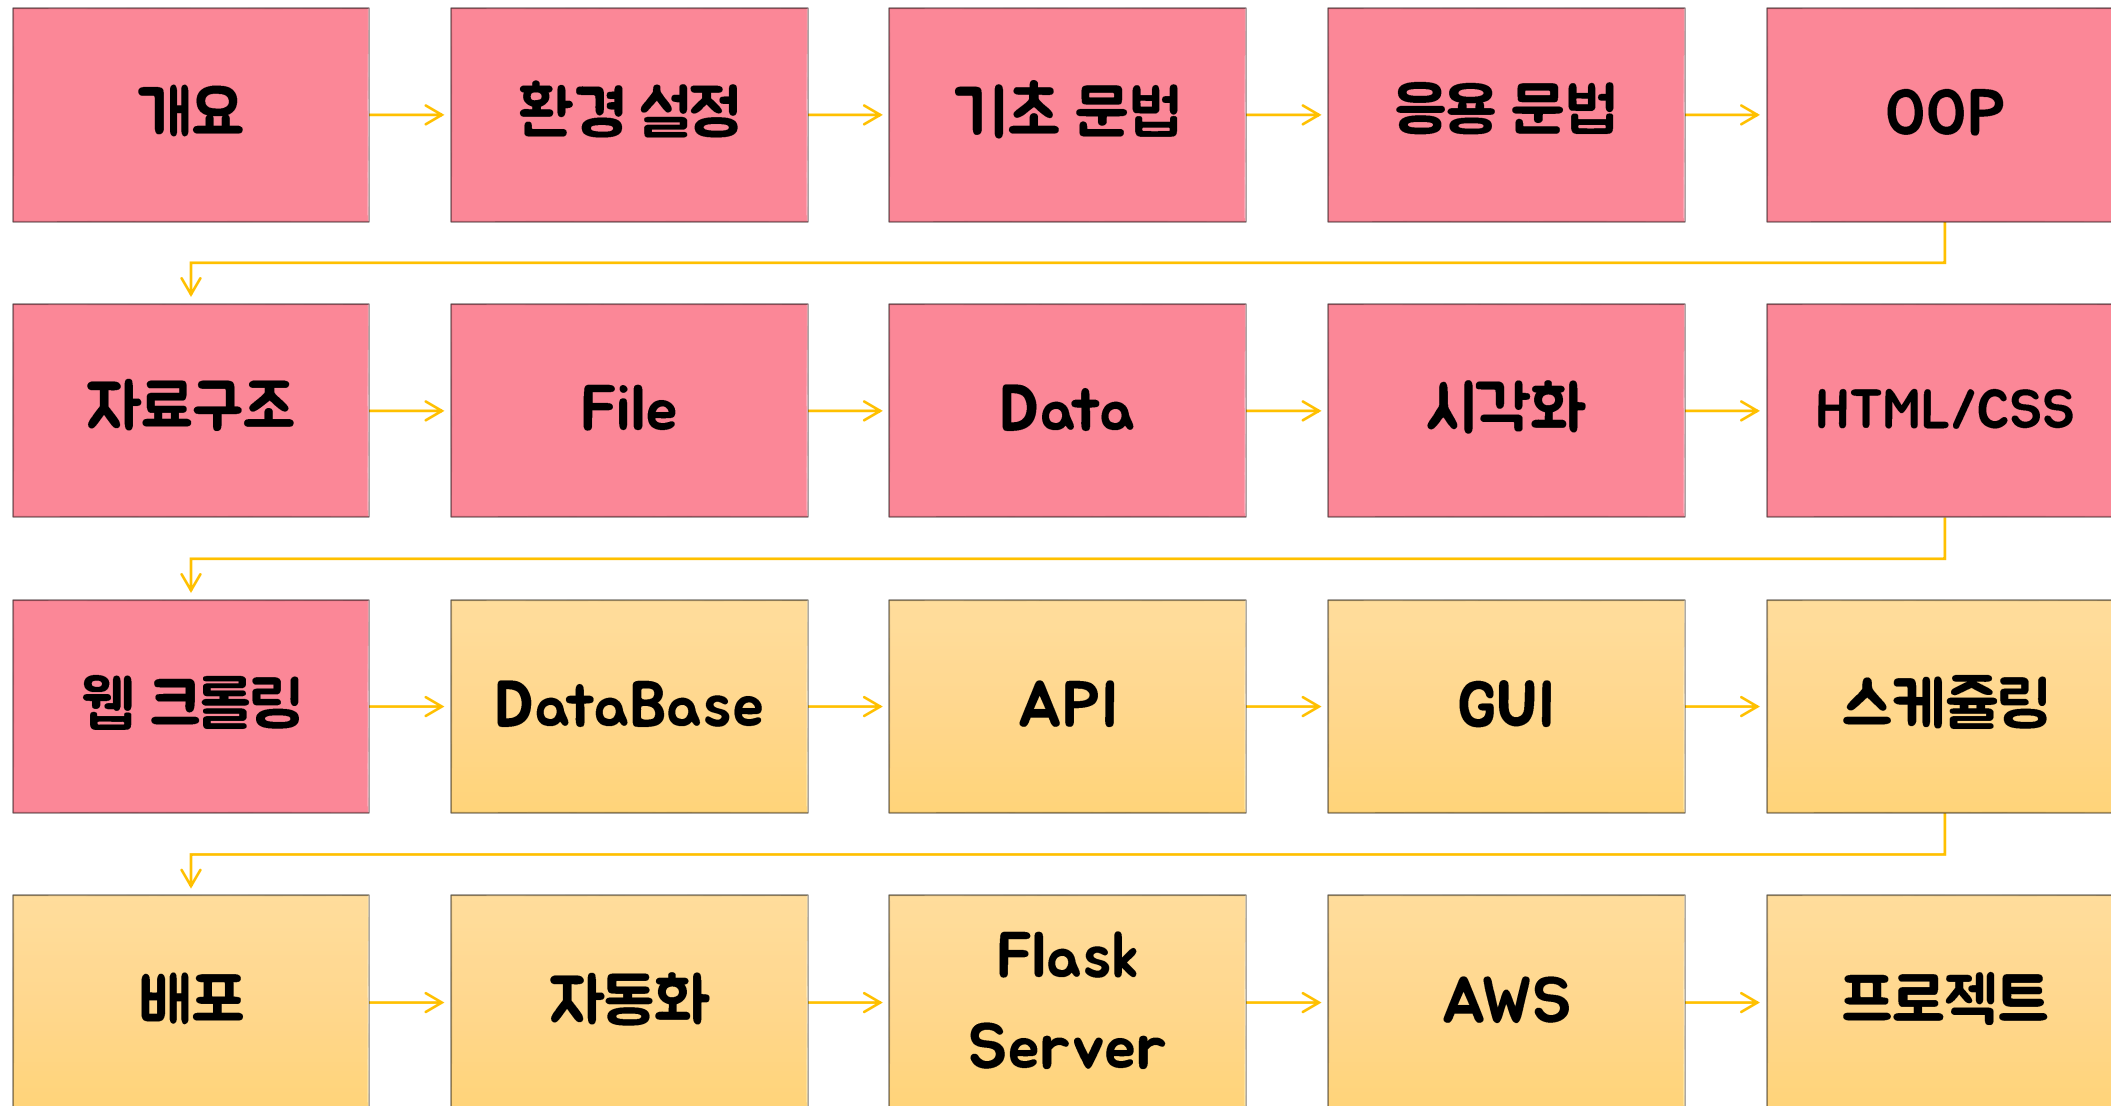 개요
환경 설정
기초 문법
응용 문법
OOP
자료구조
File
Data
시각화
HTML/CSS
웹 크롤링
DataBase
API
GUI
스케쥴링
배포
자동화
Flask
Server
AWS
프로젝트